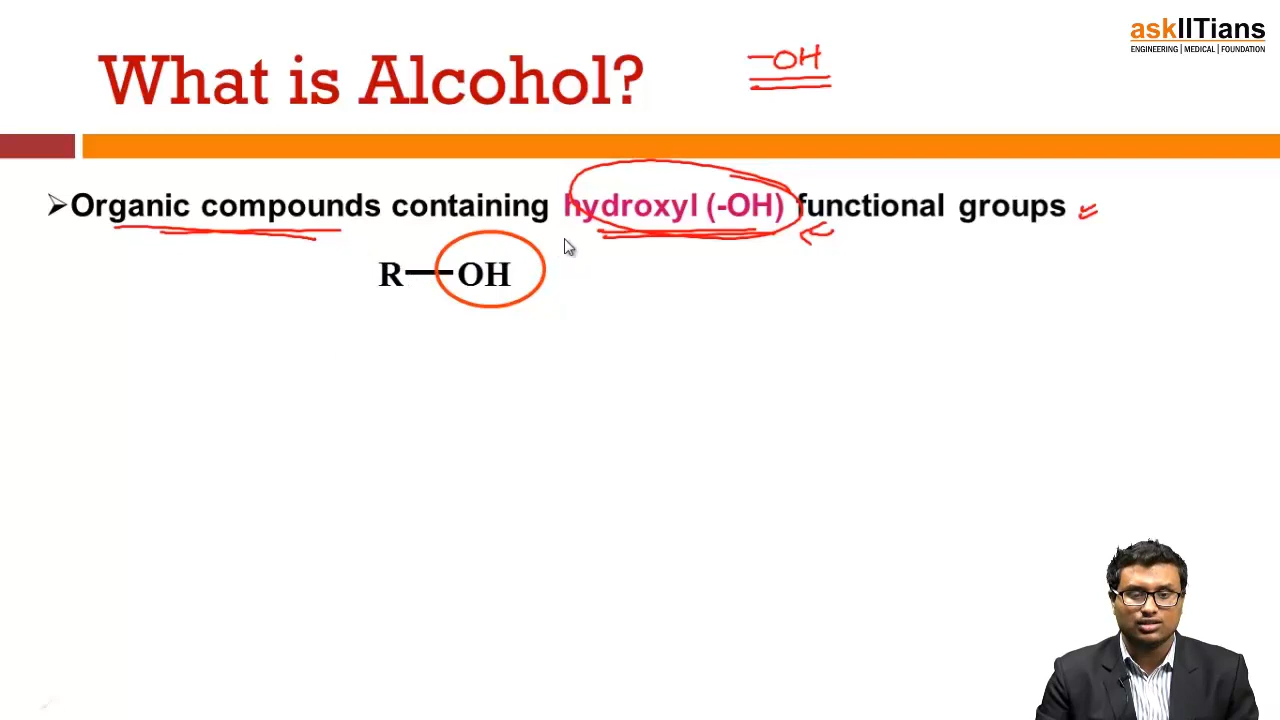 askIITians
ENGINEERING | MEDICAL | FOUNDATION
What is Alcohol?
-OH
➢Organic compounds containing hydroxyl (-OH) functional groups
R—OH